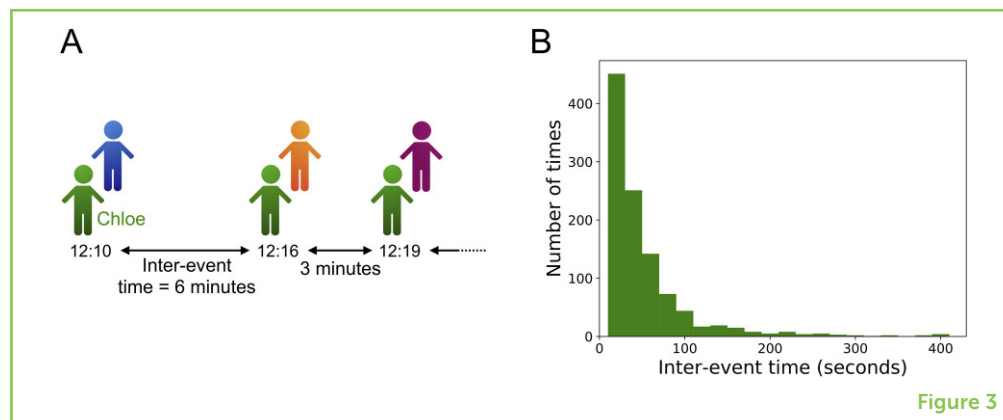 A
Chloe
12:10
12:16
12:19
Inter-event
time = 6 minutes
3 minutes
B
Number of times
400
300
200
100
0
0
100
200
300
400
Inter-event time (seconds)
Figure 3